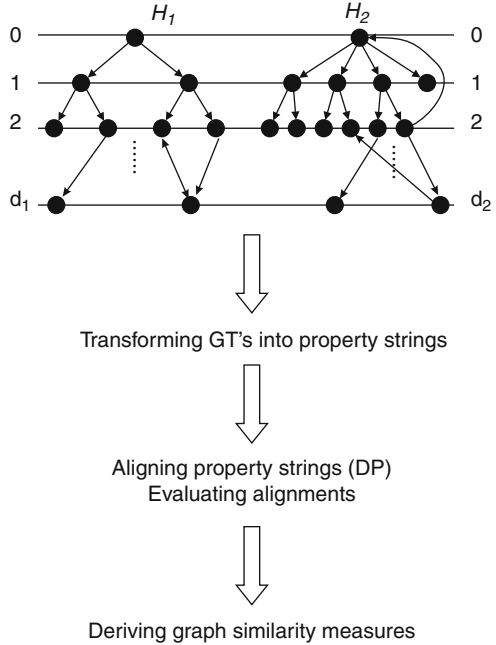 H1 H2
0 0
1 1
2 2
d1 d2
Transforming GT's into property strings
Aligning property strings (DP)
Evaluating alignments
Deriving graph similarity measures